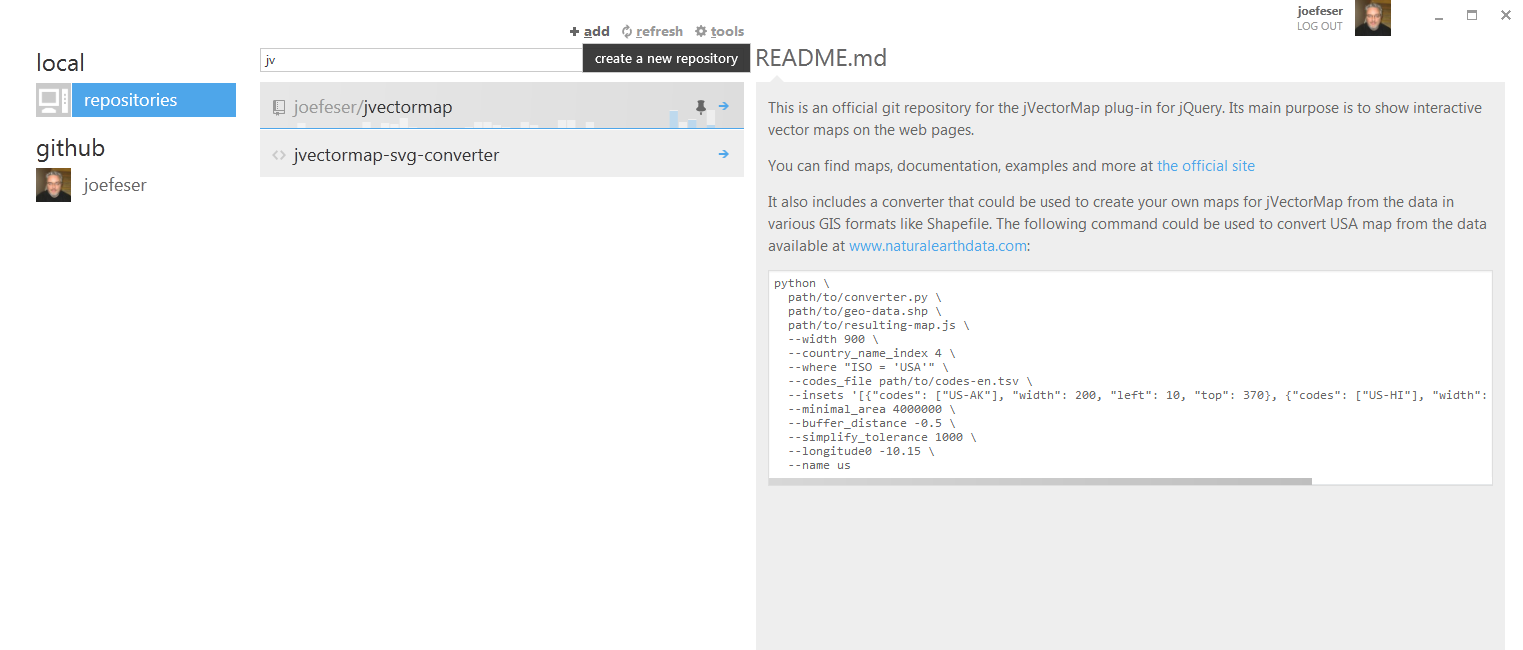 joefeser
LOG OUT
add refresh tools
create a new repository
local
repositories
github
joefeser
jv
joefeser/jvectormap
jvectormap-svg-converter
README.md
This is an official git repository for the jVectorMap plug-in for jQuery. Its main purpose is to show interactive
vector maps on the web pages.
You can find maps, documentation, examples and more at the official site
It also includes a converter that could be used to create your own maps for jVectorMap from the data in
various GIS formats like Shapefile. The following command could be used to convert USA map from the data
available at www.naturalearthdata.com:
python \
path/to/converter.py \
path/to/geo-data.shp \
path/to/resulting-map.js \
--width 900 \
--country_name_index 4 \
--where "ISO = 'USA'" \
--codes_file path/to/codes-en.tsv \
--insets '[{"codes": ["US-AK"], "width": 200, "left": 10, "top": 370}, {"codes": ["US-HI"], "width":
--minimal_area 4000000 \
--buffer_distance -0.5 \
--simplify_tolerance 1000 \
--longitude0 -10.15 \
--name us